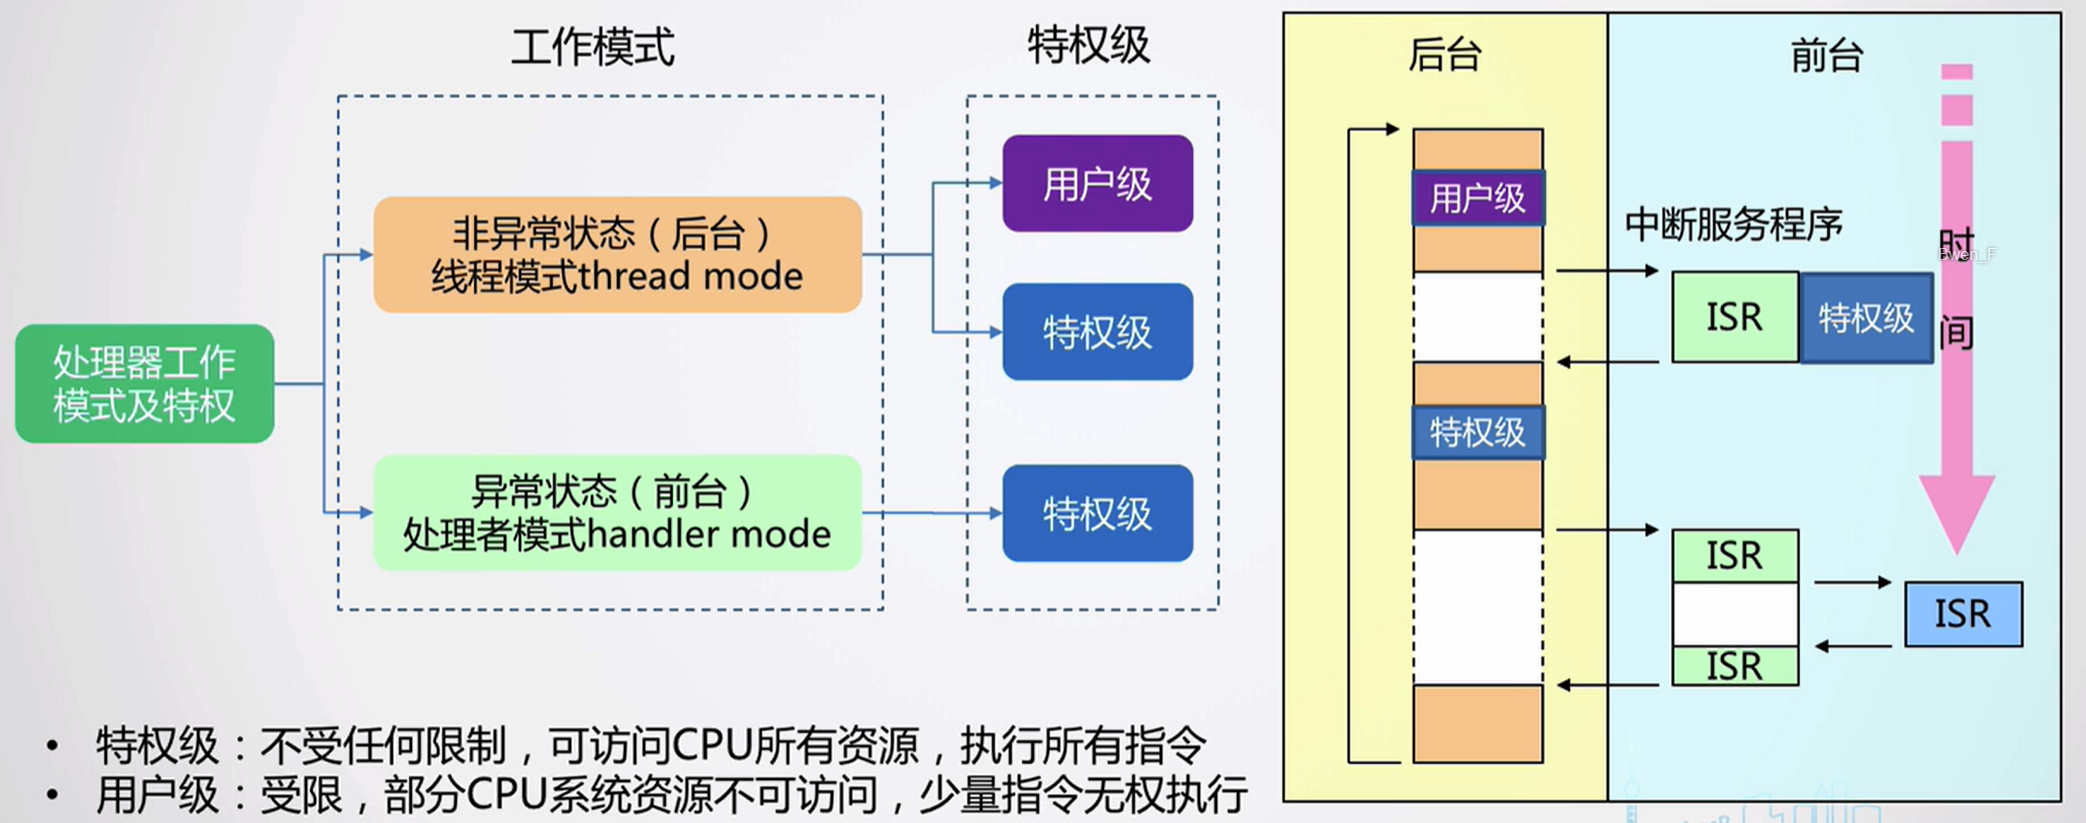 工作模式
特权级
处理器工作
模式及特权
非异常状态（后台）
线程模式thread mode
异常状态（前台）
处理者模式handler mode
用户级
特权级
特权级
• 特权级：不受任何限制，可访问CPU所有资源，执行所有指令
• 用户级：受限，部分CPU系统资源不可访问，少量指令无权执行
后台
前台
用户级
中断服务程序
ISR
特权级
时
间
Ewen_F
特权级
ISR
ISR
ISR